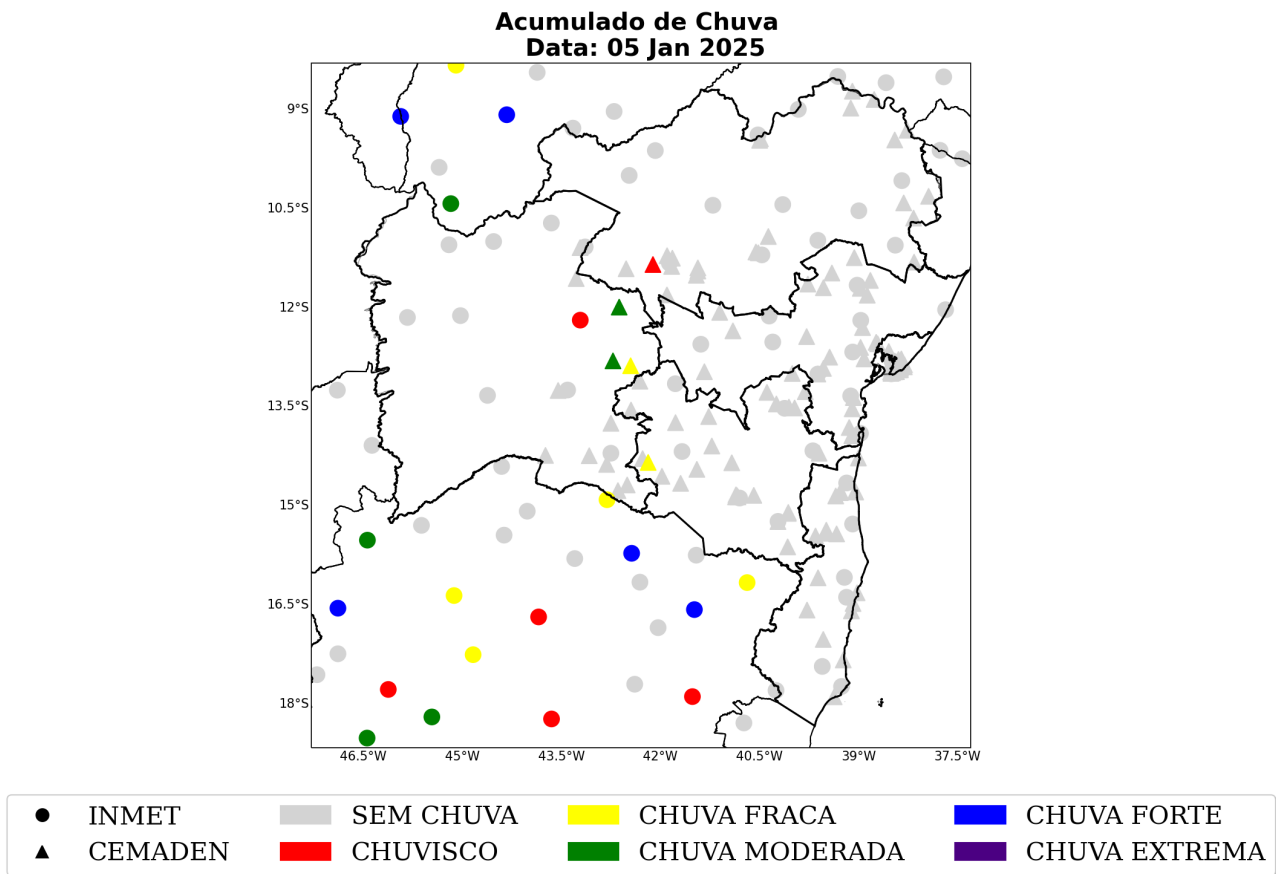 Acumulado de Chuva
Data: 05 Jan 2025
9°S
10.5°S
12°S
13.5°S
15°S
16.5°S
18°S
46.5°W 45°W 43.5°W 42°W 40.5°W 39°W 37.5°W
INMET SEM CHUVA CHUVA FRACA CHUVA FORTE
CEMADEN CHUVISCO CHUVA MODERADA CHUVA EXTREMA